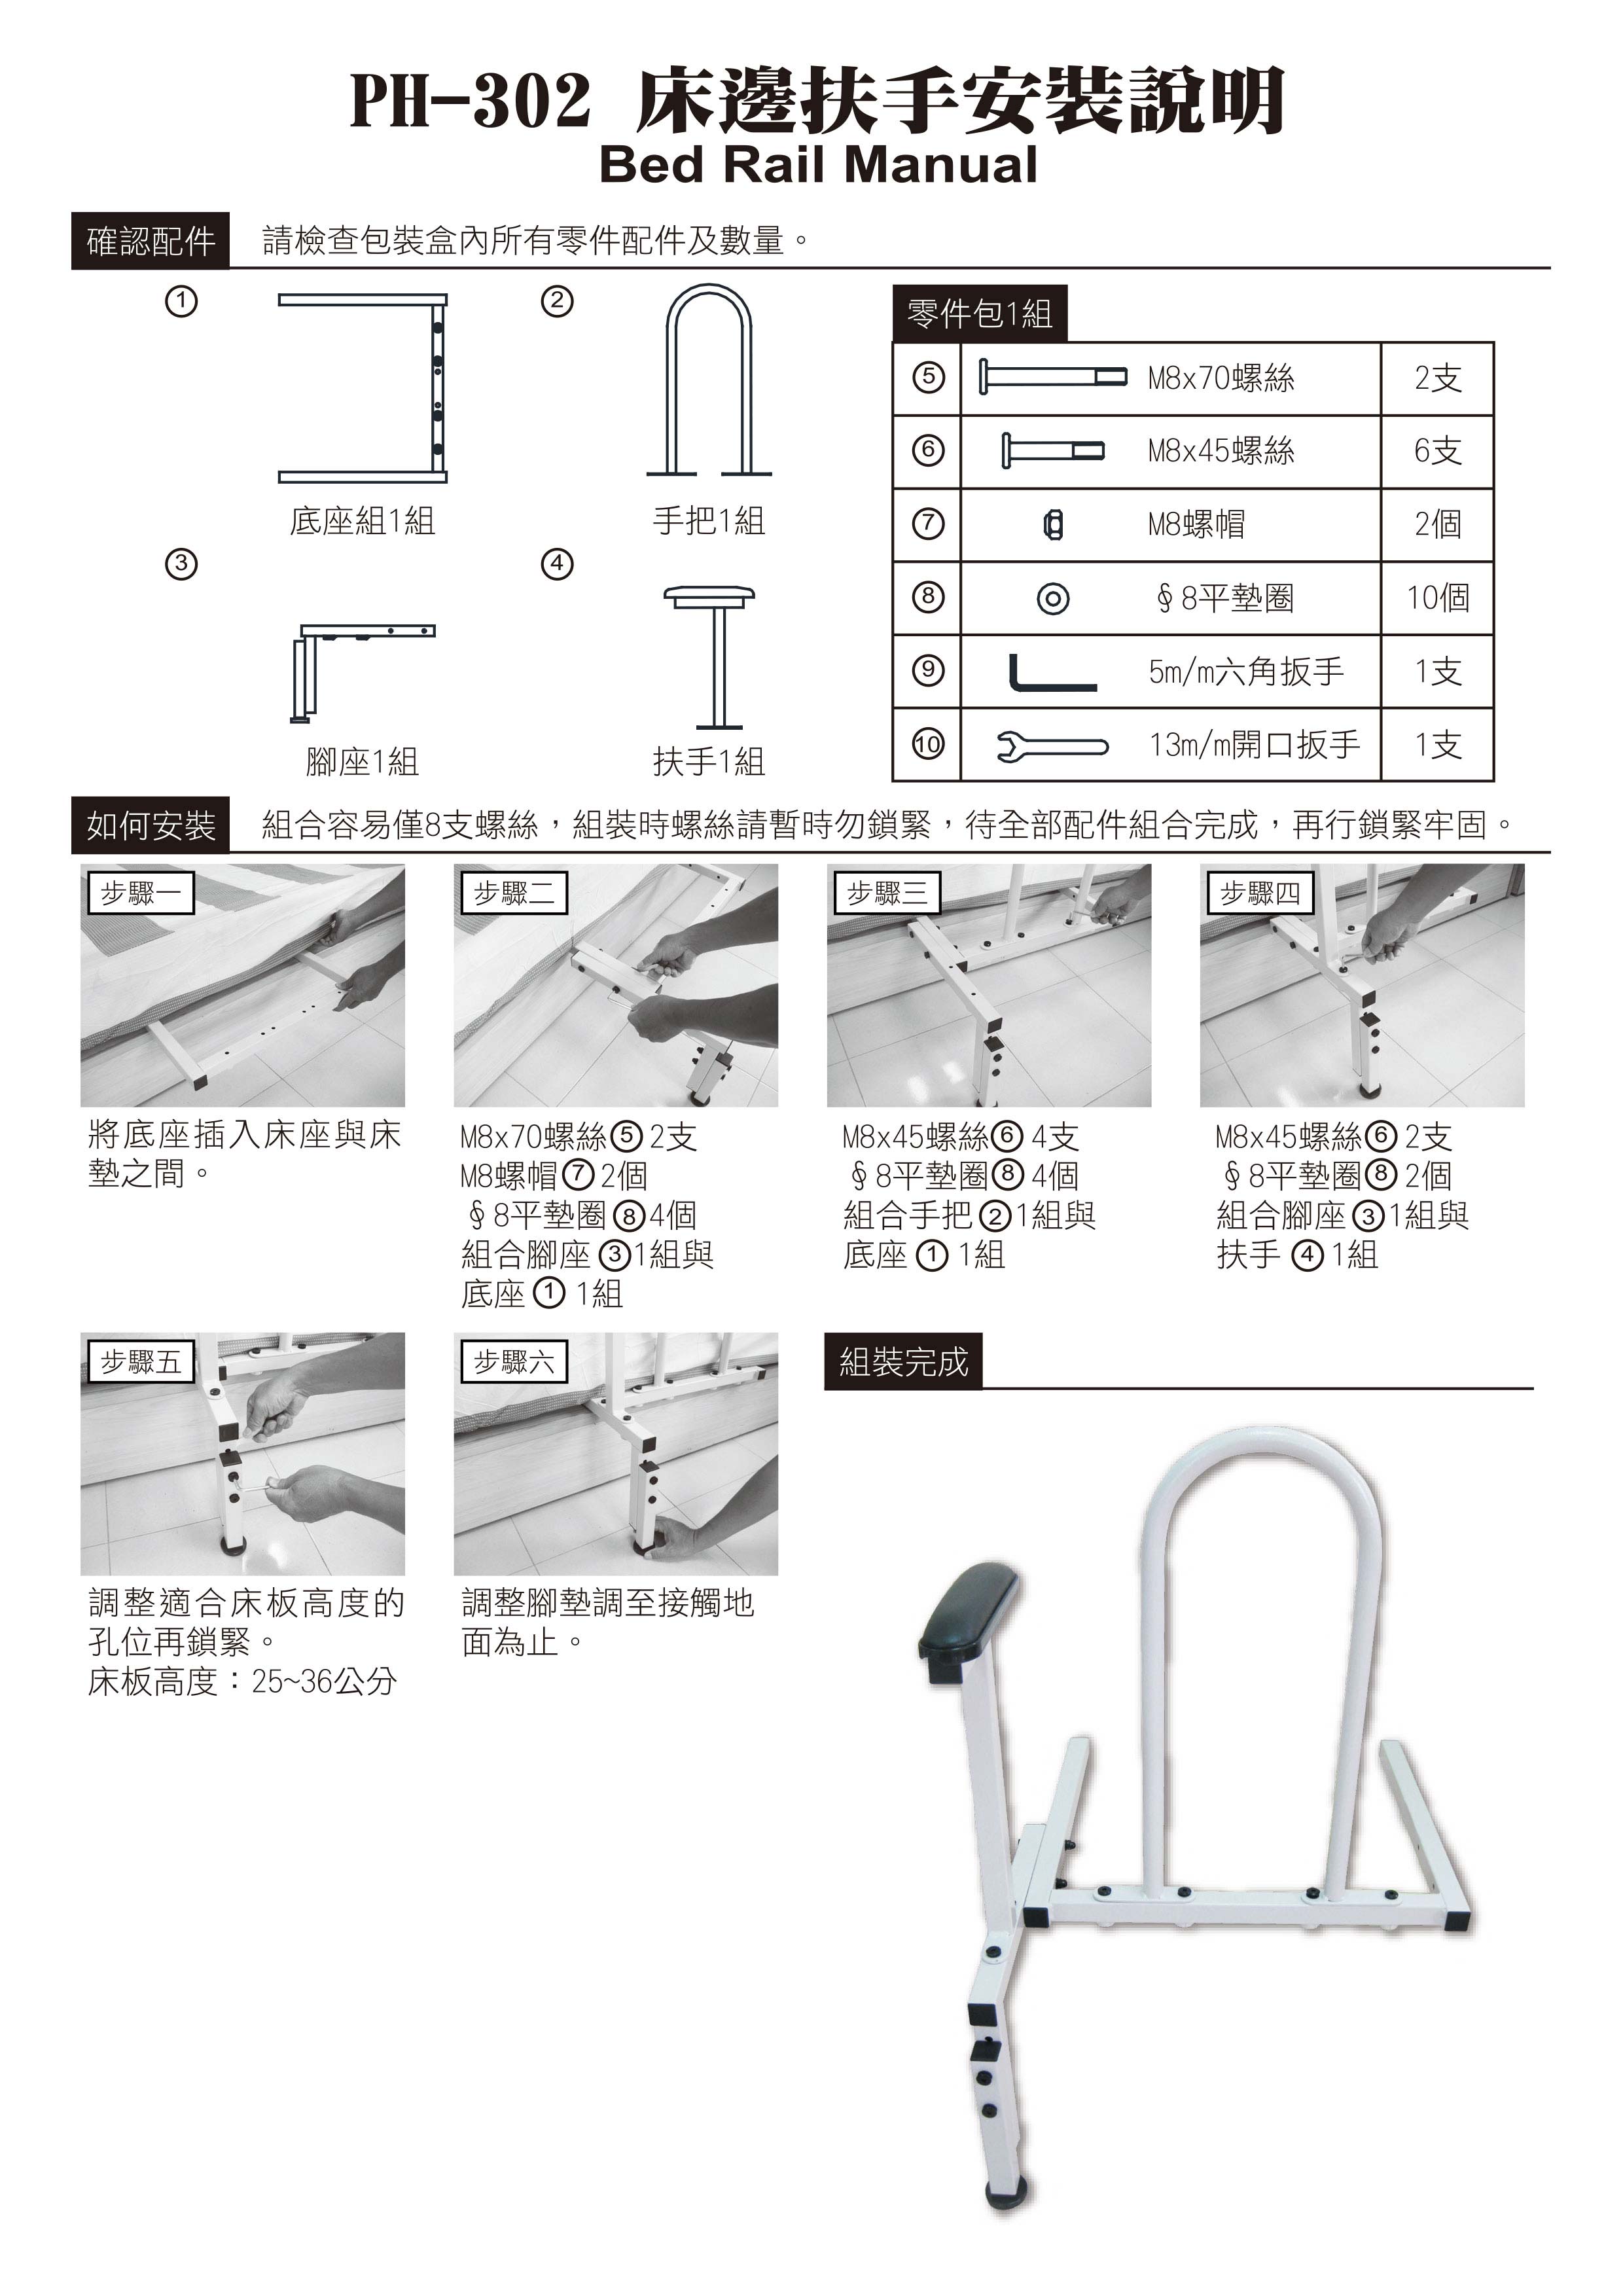 PH-302 床邊扶手安裝說明
Bed Rail Manual
確認配件 請檢查包裝盒內所有零件配件及數量。
①
底座組1組
②
手把1組
③
腳座1組
④
扶手1組
零件包1組
⑤ M8x70螺絲 2支
⑥ M8x45螺絲 6支
⑦ M8螺帽 2個
⑧ ∮8平墊圈 10個
⑨ 5m/m六角扳手 1支
⑩ 13m/m開口扳手 1支
如何安裝 組合容易僅8支螺絲，組裝時螺絲請暫時勿鎖緊，待全部配件組合完成，再行鎖緊牢固。
步驟一
將底座插入床座與床
墊之間。
步驟二
M8x70螺絲⑤2支
M8螺帽⑦2個
∮8平墊圈⑧4個
組合腳座③1組與
底座①1組
步驟三
M8x45螺絲⑥4支
∮8平墊圈⑧4個
組合手把②1組與
底座①1組
步驟四
M8x45螺絲⑥2支
∮8平墊圈⑧2個
組合腳座③1組與
扶手④1組
步驟五
調整適合床板高度的
孔位再鎖緊。
床板高度：25~36公分
步驟六
調整腳墊調至接觸地
面為止。
組裝完成